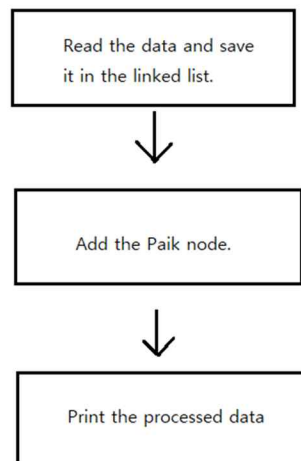 Read the data and save
it in the linked list.
Add the Paik node.
Print the processed data